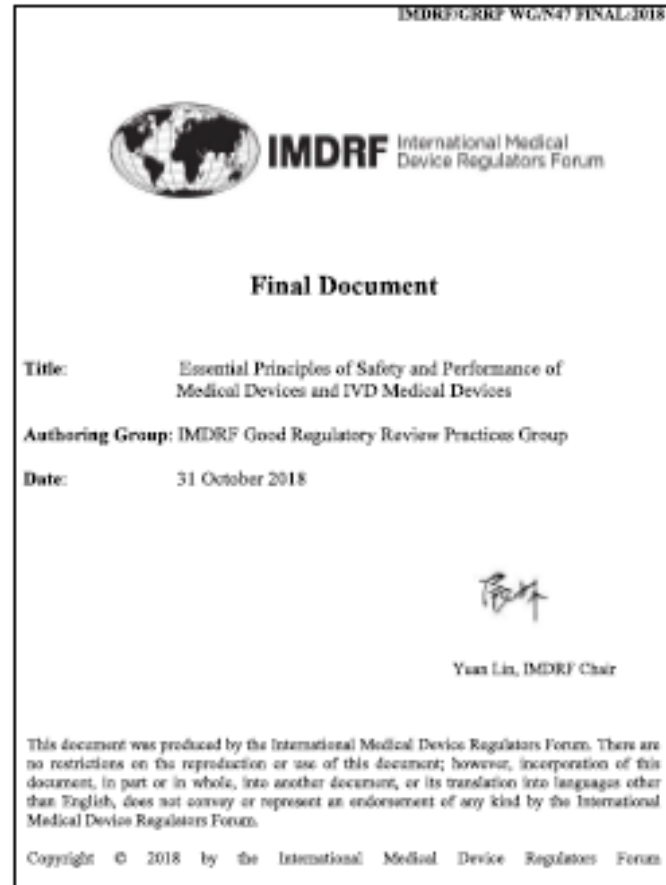 IMDRF/GRRP WG/N47 FINAL:2018
IMDRF International Medical
Device Regulators Forum
Final Document
Title: Essential Principles of Safety and Performance of
Medical Devices and IVD Medical Devices
Authoring Group: IMDRF Good Regulatory Review Practices Group
Date: 31 October 2018
Yuan Lin, IMDRF Chair
This document was produced by the International Medical Device Regulators Forum. There are
no restrictions on the reproduction or use of this document; however, incorporation of this
document, in part or in whole, into another document, or its translation into languages other
than English, does not convey or represent an endorsement of any kind by the International
Medical Device Regulators Forum.
Copyright © 2018 by the International Medical Device Regulators Forum